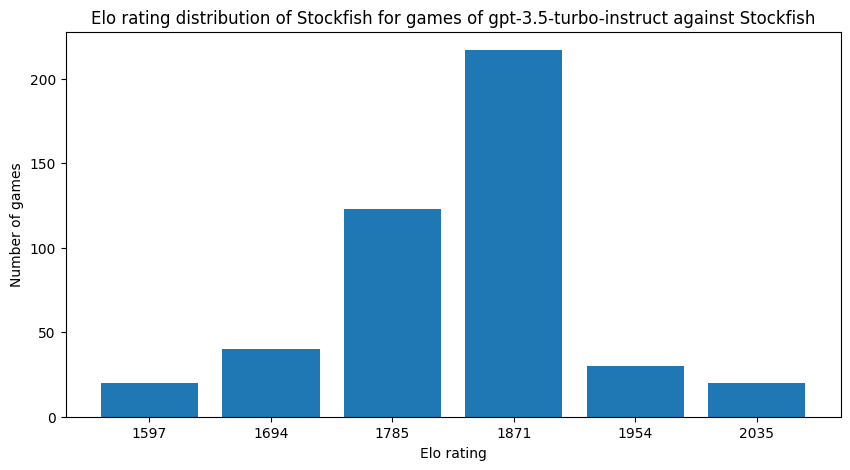 Elo rating distribution of Stockfish for games of gpt-3.5-turbo-instruct against Stockfish
Number of games
200
150
100
50
0
1597 1694 1785 1871 1954 2035
Elo rating